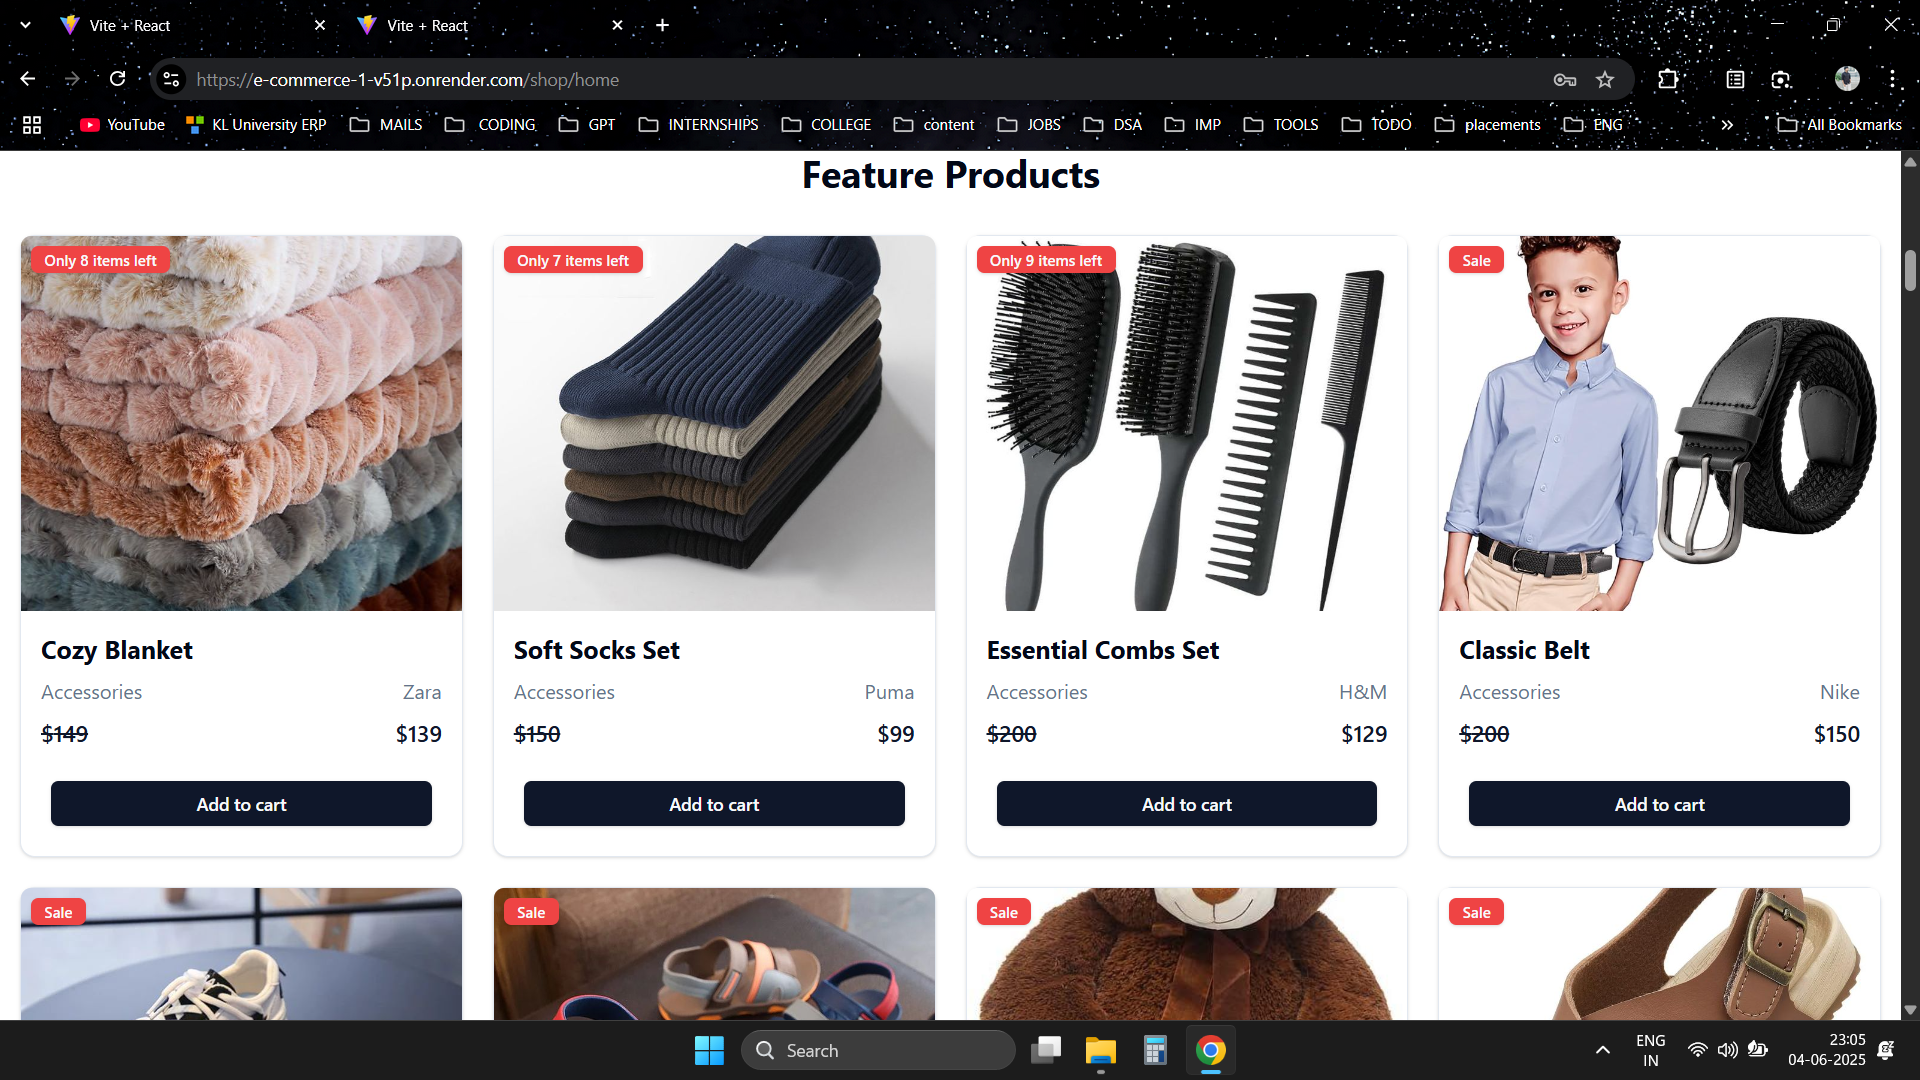 Vite + React
Vite + React
https://e-commerce-1-v51p.onrender.com/shop/home
YouTube KL University ERP MAILS CODING GPT INTERNSHIPS COLLEGE content JOBS DSA IMP TOOLS TODO placements ENG » All Bookmarks
Feature Products
Only 8 items left
Only 7 items left
Only 9 items left
Sale
Cozy Blanket
Accessories Zara
$149 $139
Add to cart
Soft Socks Set
Accessories Puma
$150 $99
Add to cart
Essential Combs Set
Accessories H&M
$200 $129
Add to cart
Classic Belt
Accessories Nike
$200 $150
Add to cart
Sale
Sale
Sale
Sale
Search
ENG
IN
23:05
04-06-2025